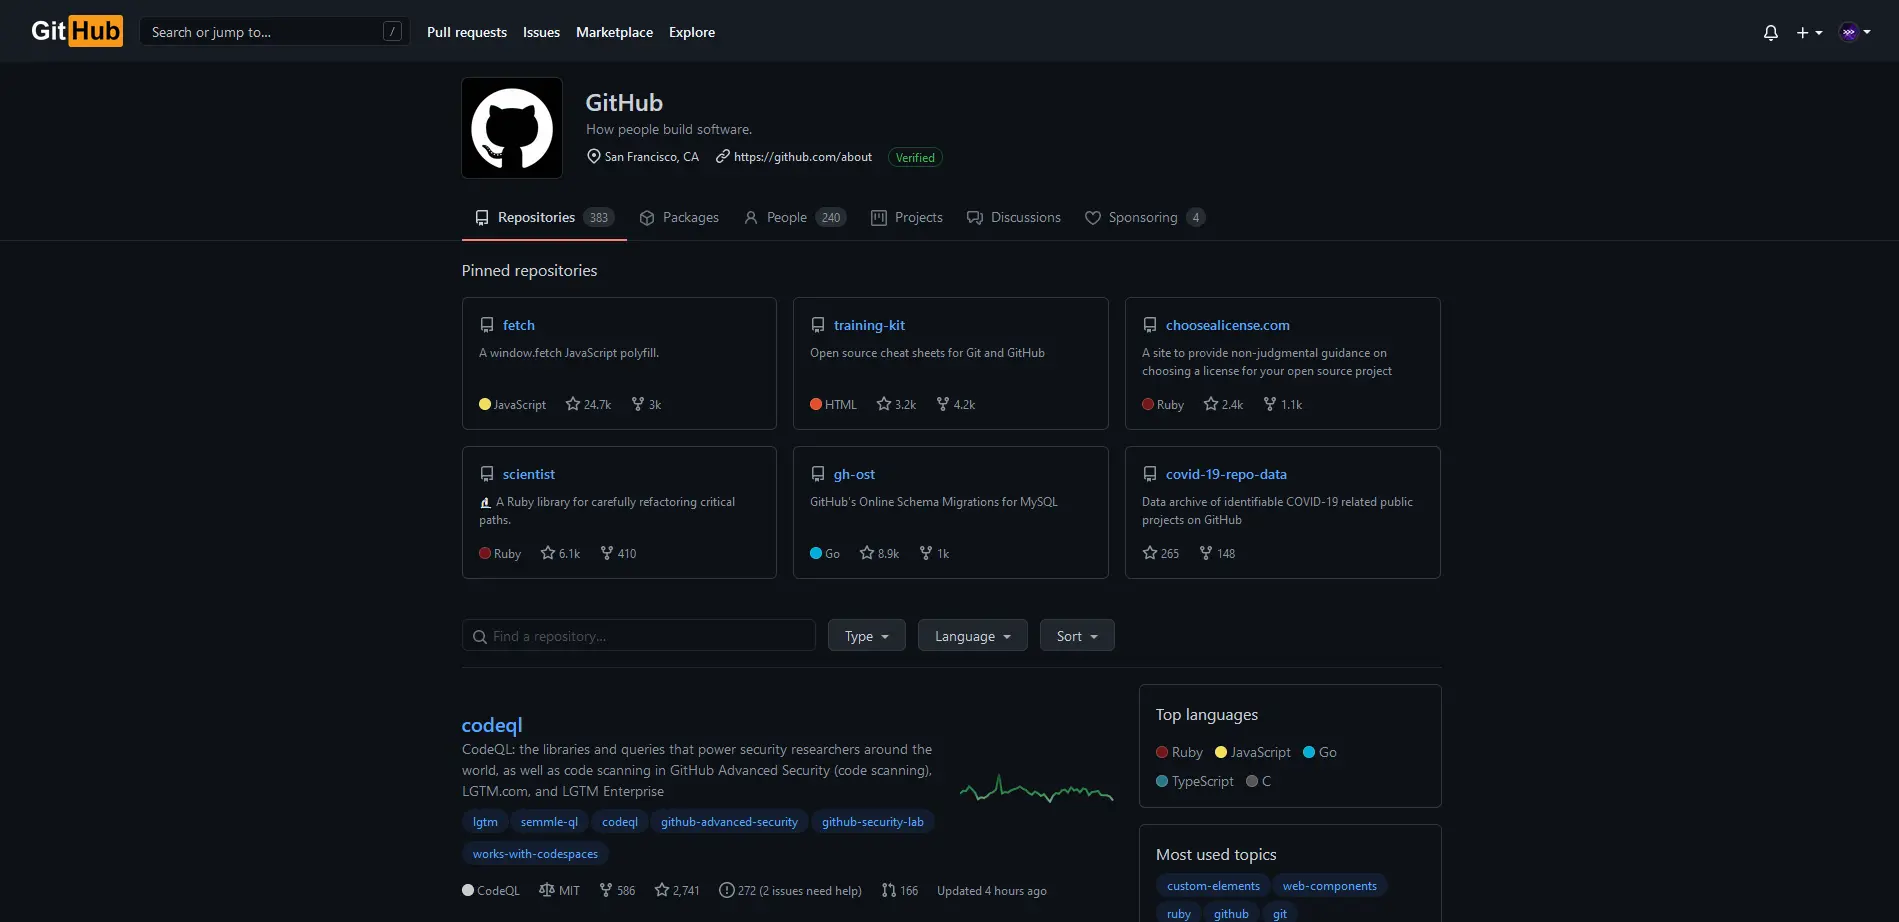 GitHub
Search or jump to... /
Pull requests Issues Marketplace Explore
GitHub
How people build software.
San Francisco, CA https://github.com/about Verified
Repositories 383 Packages People 240 Projects Discussions Sponsoring 4
Pinned repositories
fetch
A window.fetch JavaScript polyfill.
JavaScript 24.7k 3k
training-kit
Open source cheat sheets for Git and GitHub
HTML 3.2k 4.2k
choosealicense.com
A site to provide non-judgmental guidance on
choosing a license for your open source project
Ruby 2.4k 1.1k
scientist
A Ruby library for carefully refactoring critical
paths.
Ruby 6.1k 410
gh-ost
GitHub's Online Schema Migrations for MySQL
Go 8.9k 1k
covid-19-repo-data
Data archive of identifiable COVID-19 related public
projects on GitHub
265 148
Find a repository...
Type Language Sort
codeql
CodeQL: the libraries and queries that power security researchers around the
world, as well as code scanning in GitHub Advanced Security (code scanning),
LGTM.com, and LGTM Enterprise
lgtm semmle-ql codeql github-advanced-security github-security-lab
works-with-codespaces
CodeQL MIT 586 2,741 272 (2 issues need help) 166 Updated 4 hours ago
Top languages
Ruby JavaScript Go
TypeScript C
Most used topics
custom-elements web-components
ruby github git